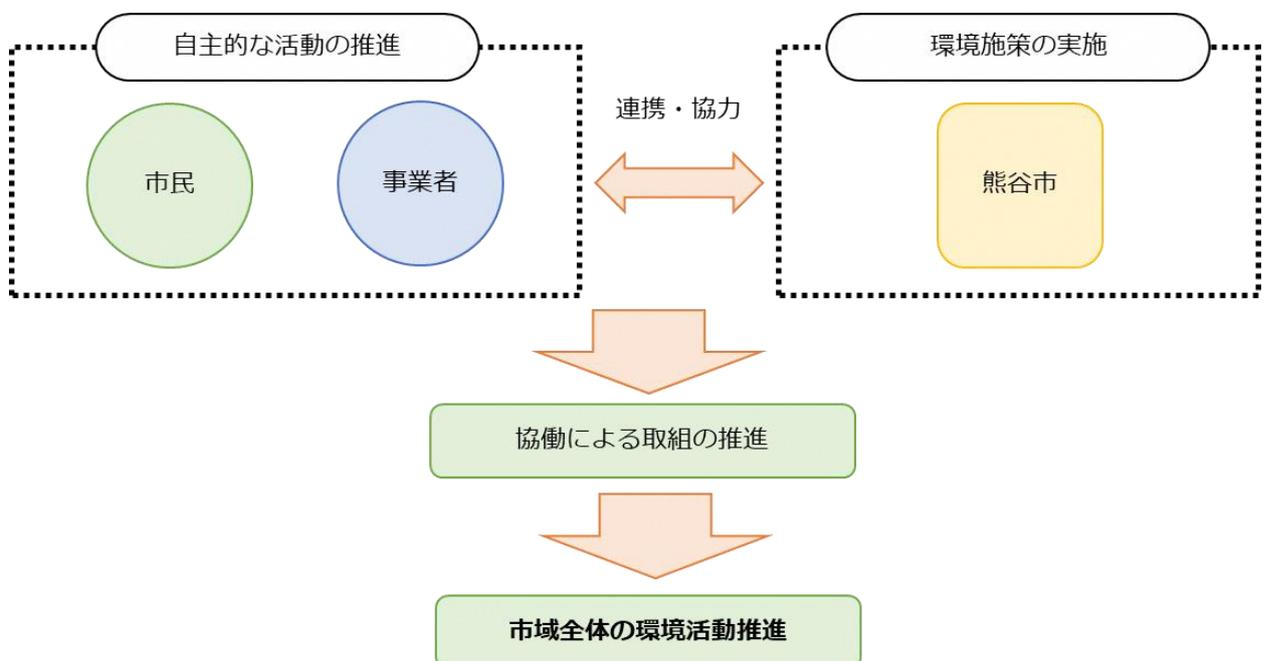 自主的な活動の推進
環境施策の実施
連携・協力
市民
事業者
熊谷市
協働による取組の推進
市域全体の環境活動推進